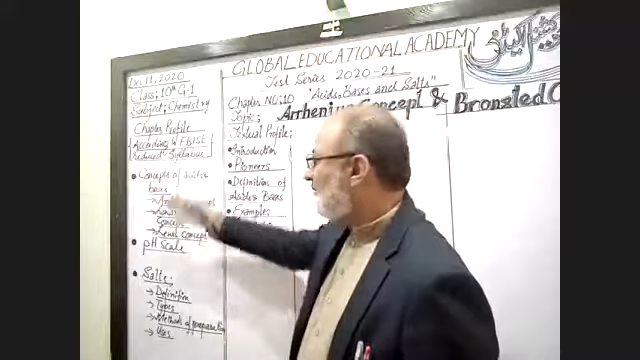 GLOBAL EDUCATIONAL ACADEMY
Test Series 2020-21
Dec 11, 2020
Class; 10th G-1
Subject; Chemistry
Chapter Profile
According to FBISE
reduced Syllabus
• Concepts of Acids
bases
→ Lewis Concept
• pH Scale
• Salts;
→ Definition
→ Types
→ Methods of preparation
→ Uses
Chapter NO; 10 "Acids, Bases and Salts"
Topic; Arrhenius Concept & Bronsted
Textual Profile;
• Introduction
• Pioneers
• Definition of
Acids Bases
• Examples